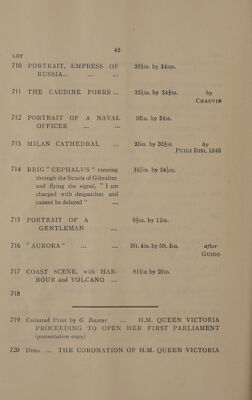 42
LOT
710 PORTRAIT, EMPRESS OF 26½in. by 34ins.
RUSSIA... ... ...
711 THE CAUDINE FORKS ... 32½in. by 24½in. by
CHAUVIN
712 PORTRAIT OF A NAVAL 26in. by 34in.
OFFICER ... ...
713 MILAN CATHEDRAL ... 25in. by 30½in by
PUIGI BISI, 1840
714 BRIG "CEPHALUS" running 35½in. by 24½in.
through the Straits of Gibraltar
and flying the signal, "I am
charged with despatches and
cannot be delayed" ...
715 PORTRAIT OF A 8½in. by 12in.
GENTLEMAN ...
716 "AURORA" ... ... 2ft. 4in. by 5ft. 5in. after
GUIDO
717 COAST SCENE, with HAR- 31½in by 20in.
BOUR and VOLCANO ...
718
719 Coloured Print by G. Baxter ... H.M. QUEEN VICTORIA
PROCEEDING TO OPEN HER FIRST PARLIAMENT
(presentation copy)
720 Ditto ... THE CORONATION OF H.M. QUEEN VICTORIA